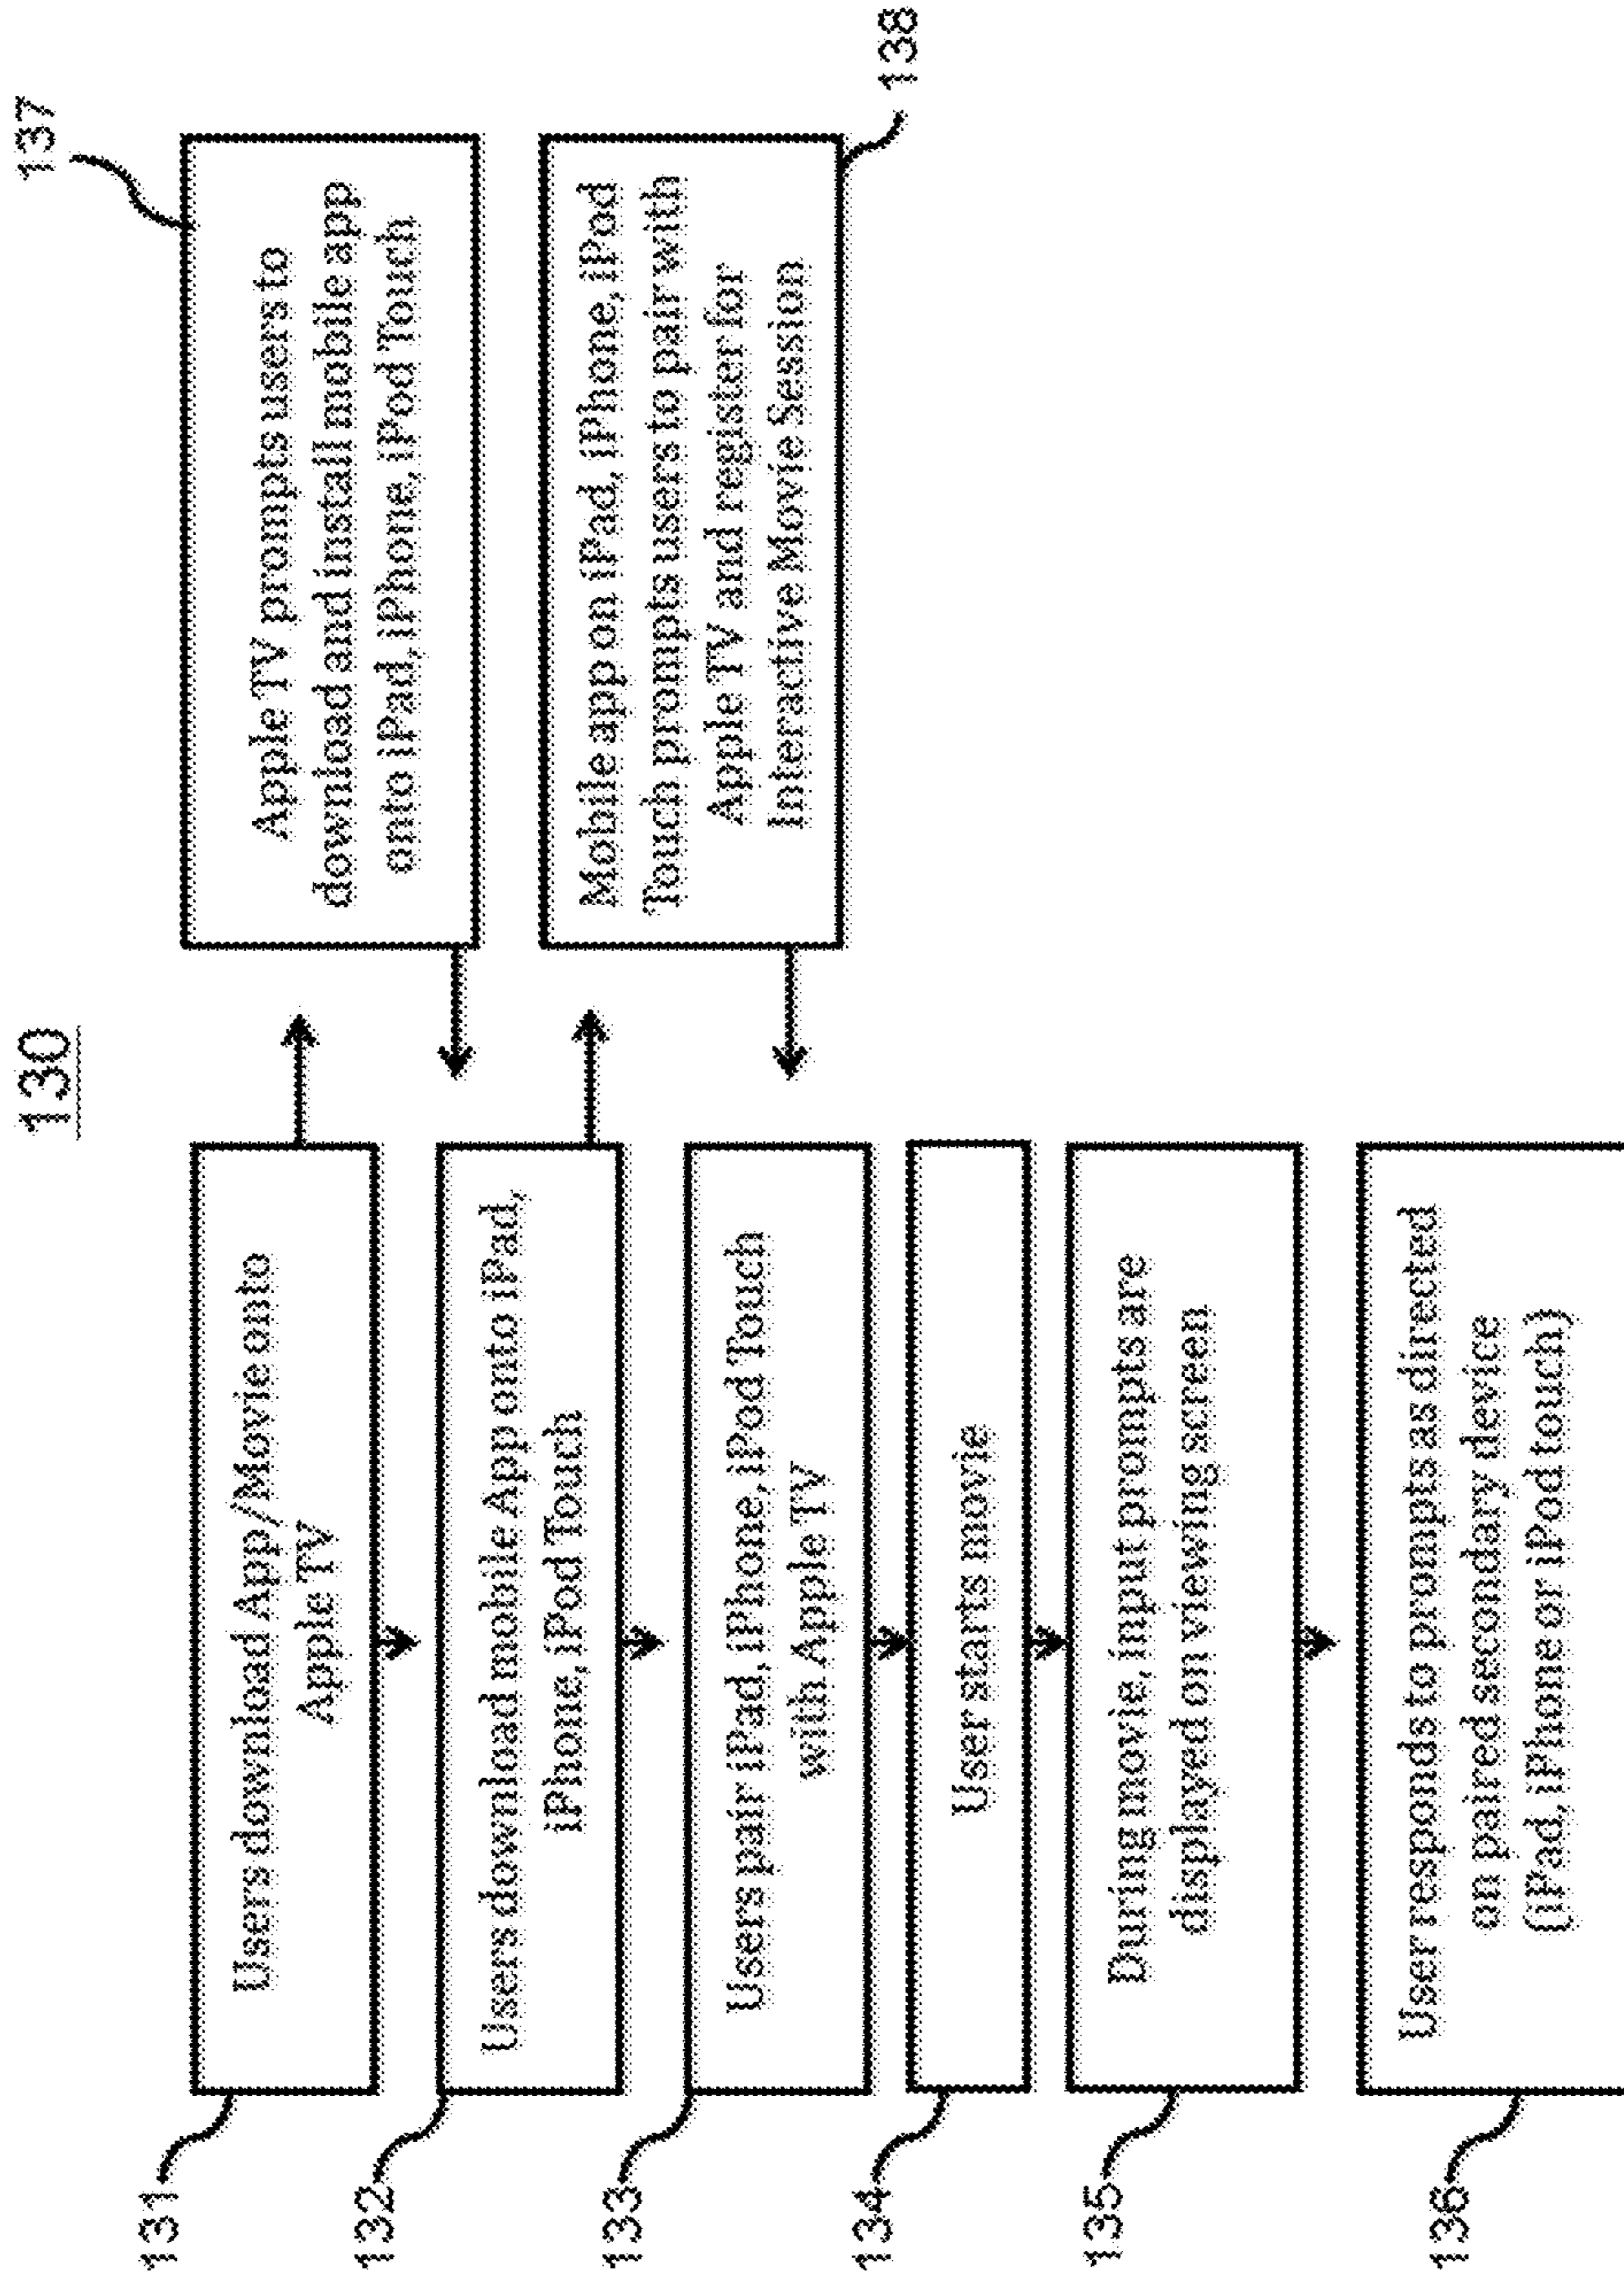 130
131
Users download App/Movie onto
Apple TV
132
Users download mobile App onto iPad,
iPhone, iPod Touch
133
Users pair iPad, iPhone, iPod Touch
with Apple TV
134
User starts movie
135
During movie, input prompts are
displayed on viewing screen
136
User responds to prompts as directed
on paired secondary device
(iPad, iPhone or iPod touch)
137
Apple TV prompts users to
download and install mobile app
onto iPad, iPhone, iPod Touch
138
Mobile app on iPad, iPhone, iPod
Touch prompts users to pair with
Apple TV and register for
Interactive Movie Session